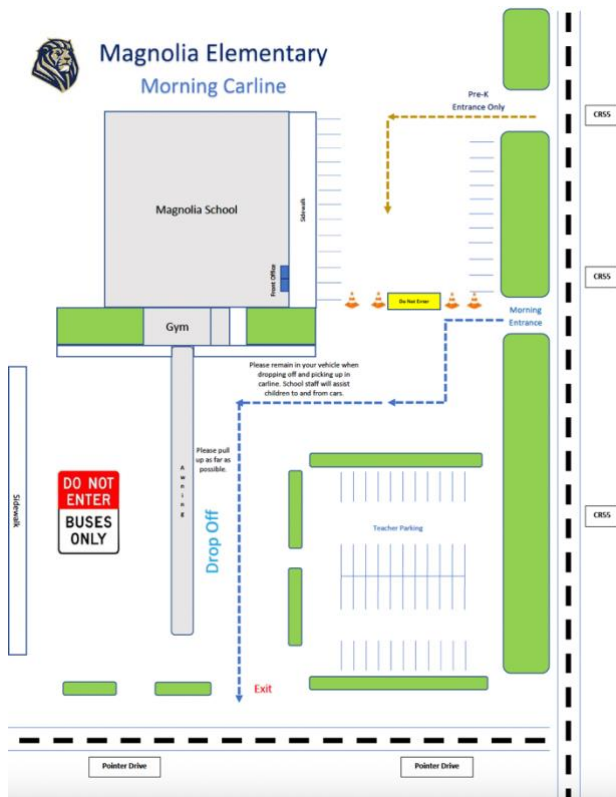 Magnolia Elementary
Morning Carline
Pre-K
Entrance Only
CR55
Magnolia School
Sidewalk
Front Office
CR55
Do Not Enter
Morning
Entrance
Gym
Please remain in your vehicle when
dropping off and picking up in
carline. School staff will assist
children to and from cars.
Please pull
up as far as
possible.
Awning
Drop Off
Sidewalk
DO NOT
ENTER
BUSES
ONLY
Teacher Parking
CR55
Exit
Pointer Drive
Pointer Drive